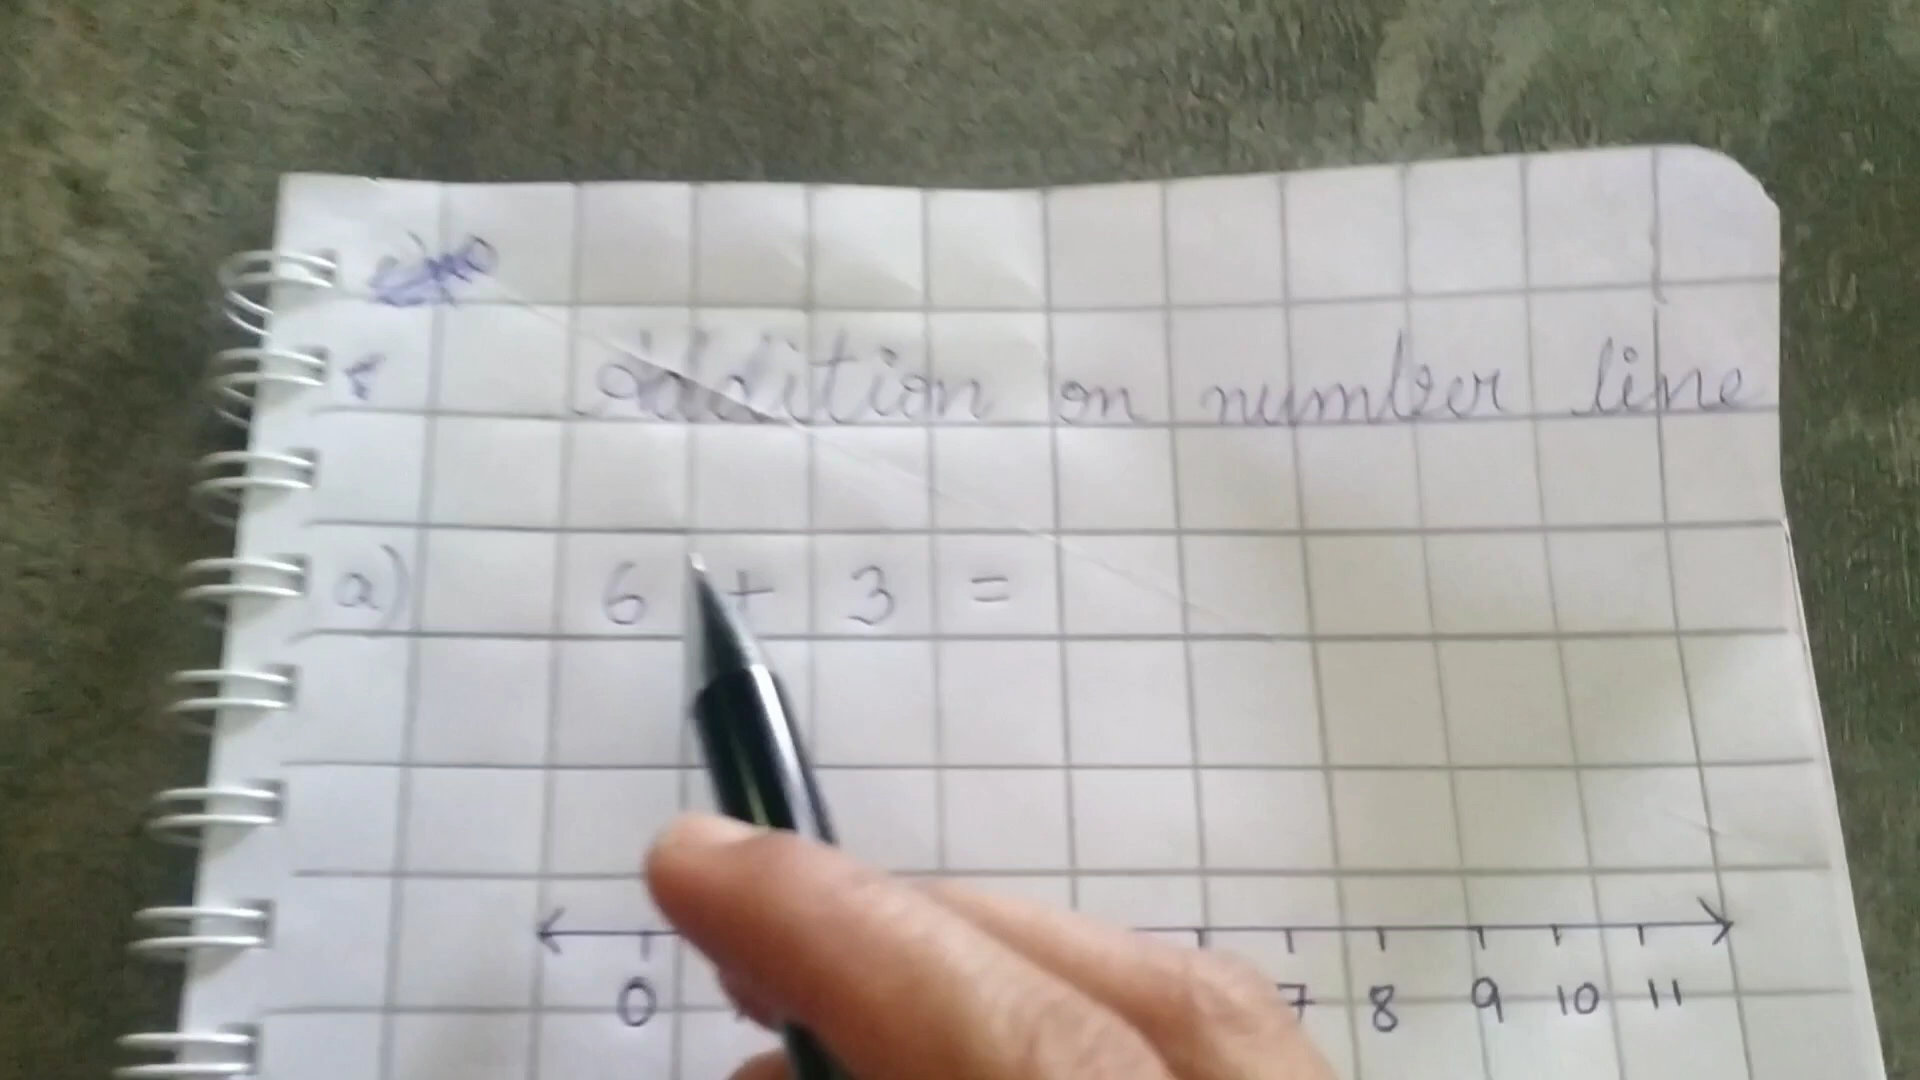 Addition on number line
a) 6 + 3 =
0 7 8 9 10 11